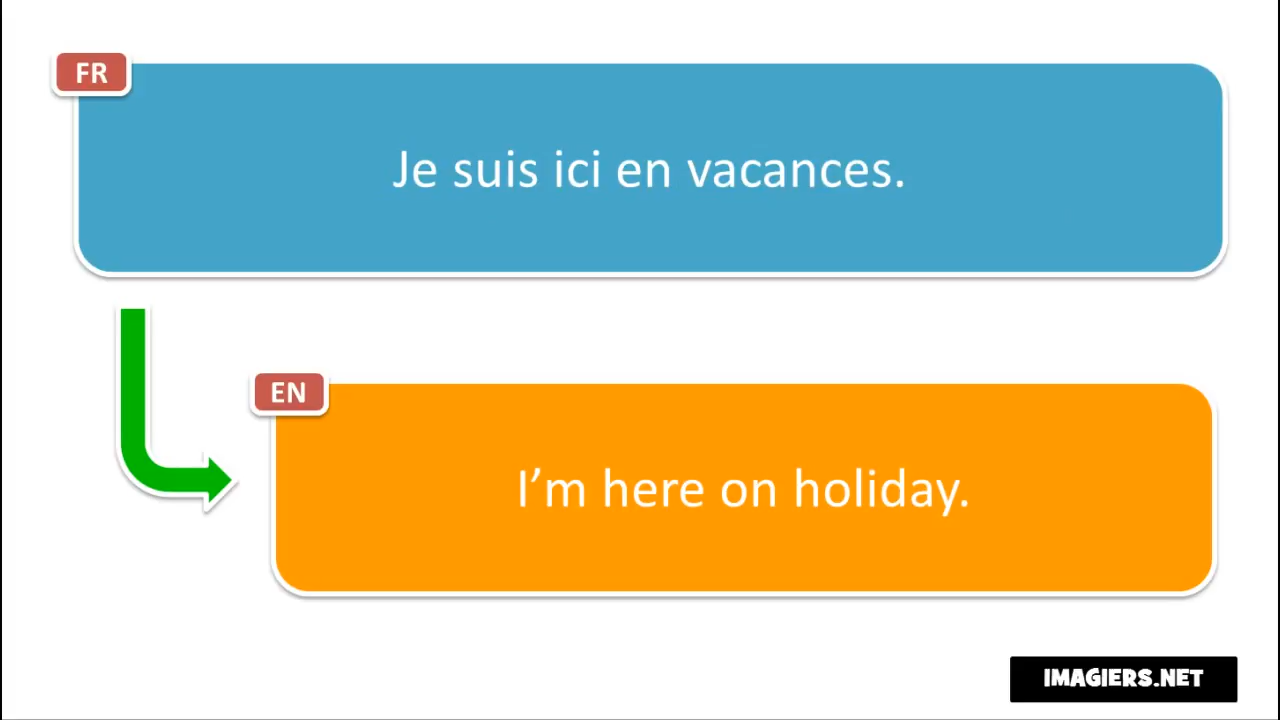 FR
Je suis ici en vacances.
EN
I’m here on holiday.
IMAGIERS.NET